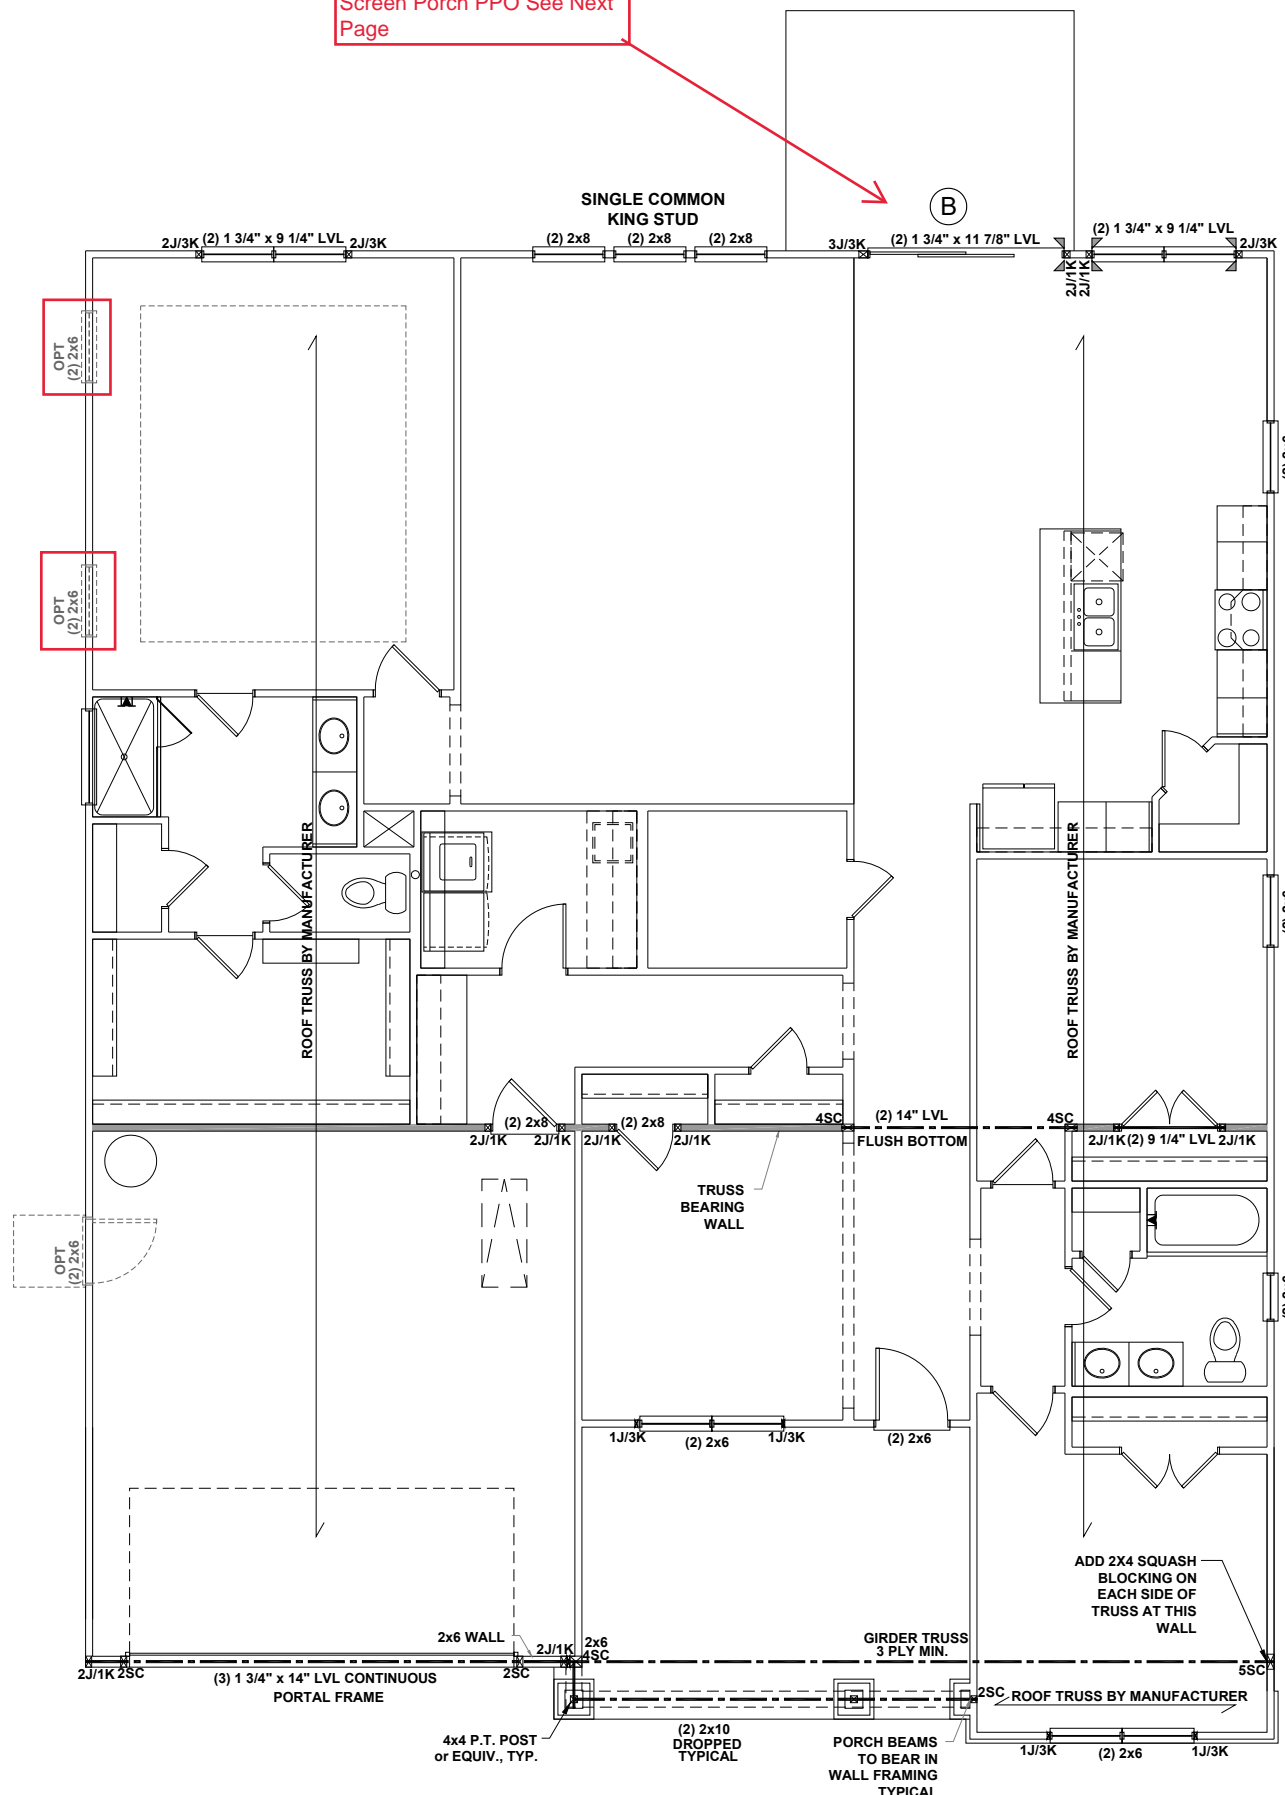 Screen Porch PPO See Next
Page
SINGLE COMMON
KING STUD
B
2J/3K
(2) 1 3/4" x 9 1/4" LVL
2J/3K
(2) 2x8
(2) 2x8
(2) 2x8
3J/3K
(2) 1 3/4" x 11 7/8" LVL
(2) 1 3/4" x 9 1/4" LVL
2J/3K
2J/1K
2J/1K
OPT
(2) 2x6
OPT
(2) 2x6
ROOF TRUSS BY MANUFACTURER
ROOF TRUSS BY MANUFACTURER
2J/1K
(2) 2x8
2J/1K
2J/1K
(2) 2x8
2J/1K
4SC
(2) 14" LVL
FLUSH BOTTOM
4SC
2J/1K
(2) 9 1/4" LVL
2J/1K
TRUSS
BEARING
WALL
OPT
(2) 2x6
1J/3K
(2) 2x6
1J/3K
(2) 2x6
ADD 2X4 SQUASH
BLOCKING ON
EACH SIDE OF
TRUSS AT THIS
WALL
2x6 WALL
2J/1K
2x6
4SC
GIRDER TRUSS
3 PLY MIN.
2J/1K
2SC
(3) 1 3/4" x 14" LVL CONTINUOUS
PORTAL FRAME
2SC
5SC
2SC
ROOF TRUSS BY MANUFACTURER
4x4 P.T. POST
or EQUIV., TYP.
(2) 2x10
DROPPED
TYPICAL
PORCH BEAMS
TO BEAR IN
WALL FRAMING
TYPICAL
1J/3K
(2) 2x6
1J/3K